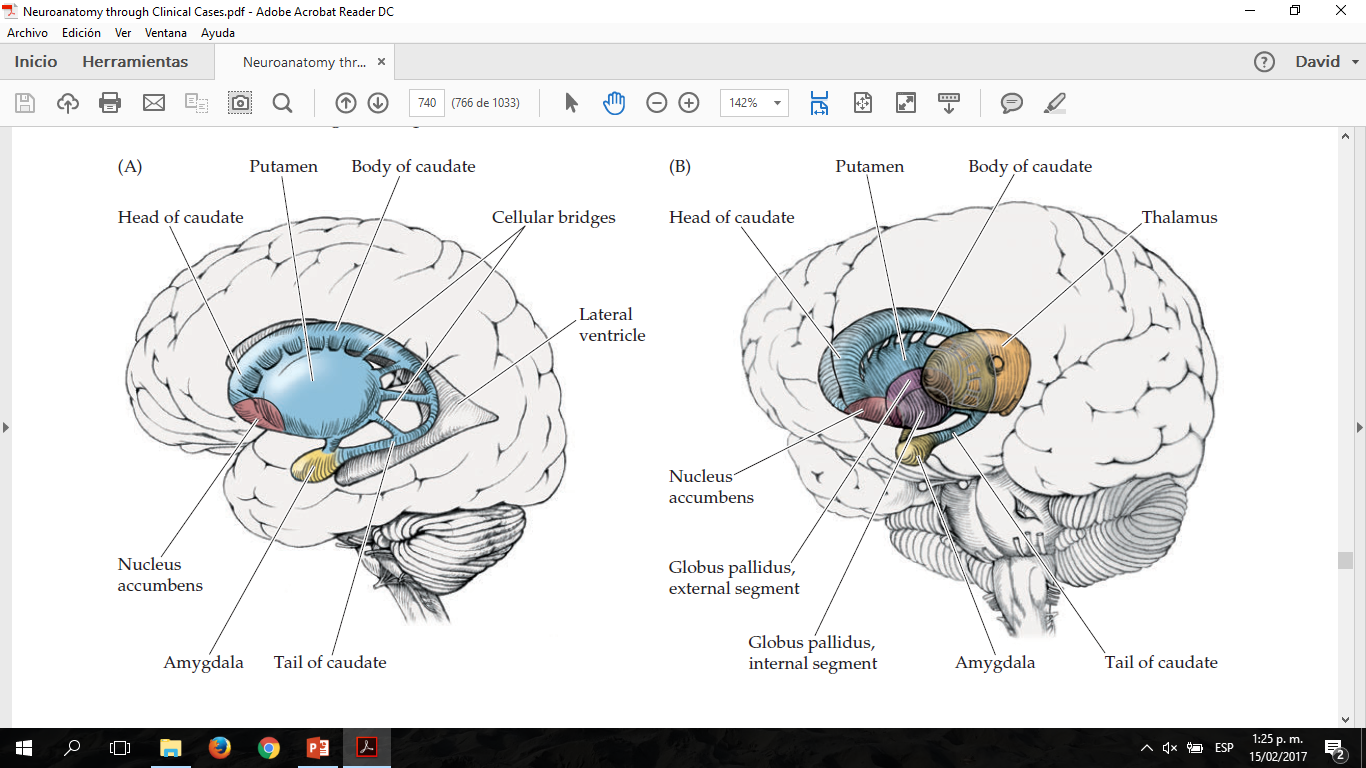 Neuroanatomy through Clinical Cases.pdf - Adobe Acrobat Reader DC
Archivo Edición Ver Ventana Ayuda
Inicio Herramientas Neuroanatomy thr... × ? David
740 (766 de 1033) 142%
(A)
Putamen
Body of caudate
Head of caudate
Cellular bridges
Lateral
ventricle
Nucleus
accumbens
Amygdala
Tail of caudate
(B)
Putamen
Body of caudate
Head of caudate
Thalamus
Nucleus
accumbens
Globus pallidus,
external segment
Globus pallidus,
internal segment
Amygdala
Tail of caudate
ESP
1:25 p. m.
15/02/2017
2